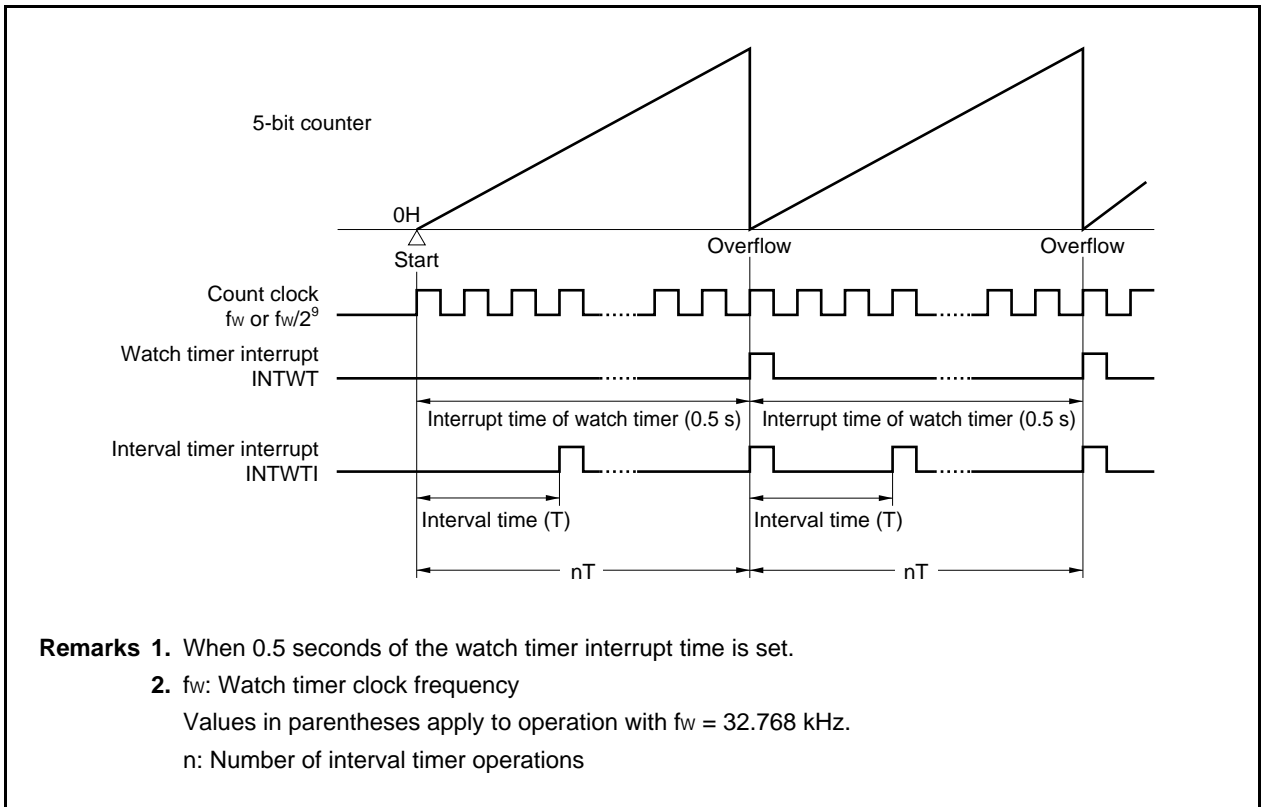 5-bit counter
0H
Start
Overflow
Overflow
Count clock
fW or fW/2⁹
Watch timer interrupt
INTWT
Interrupt time of watch timer (0.5 s)
Interrupt time of watch timer (0.5 s)
Interval timer interrupt
INTWTI
Interval time (T)
Interval time (T)
nT
nT
Remarks 1. When 0.5 seconds of the watch timer interrupt time is set.
2. fW: Watch timer clock frequency
Values in parentheses apply to operation with fW = 32.768 kHz.
n: Number of interval timer operations